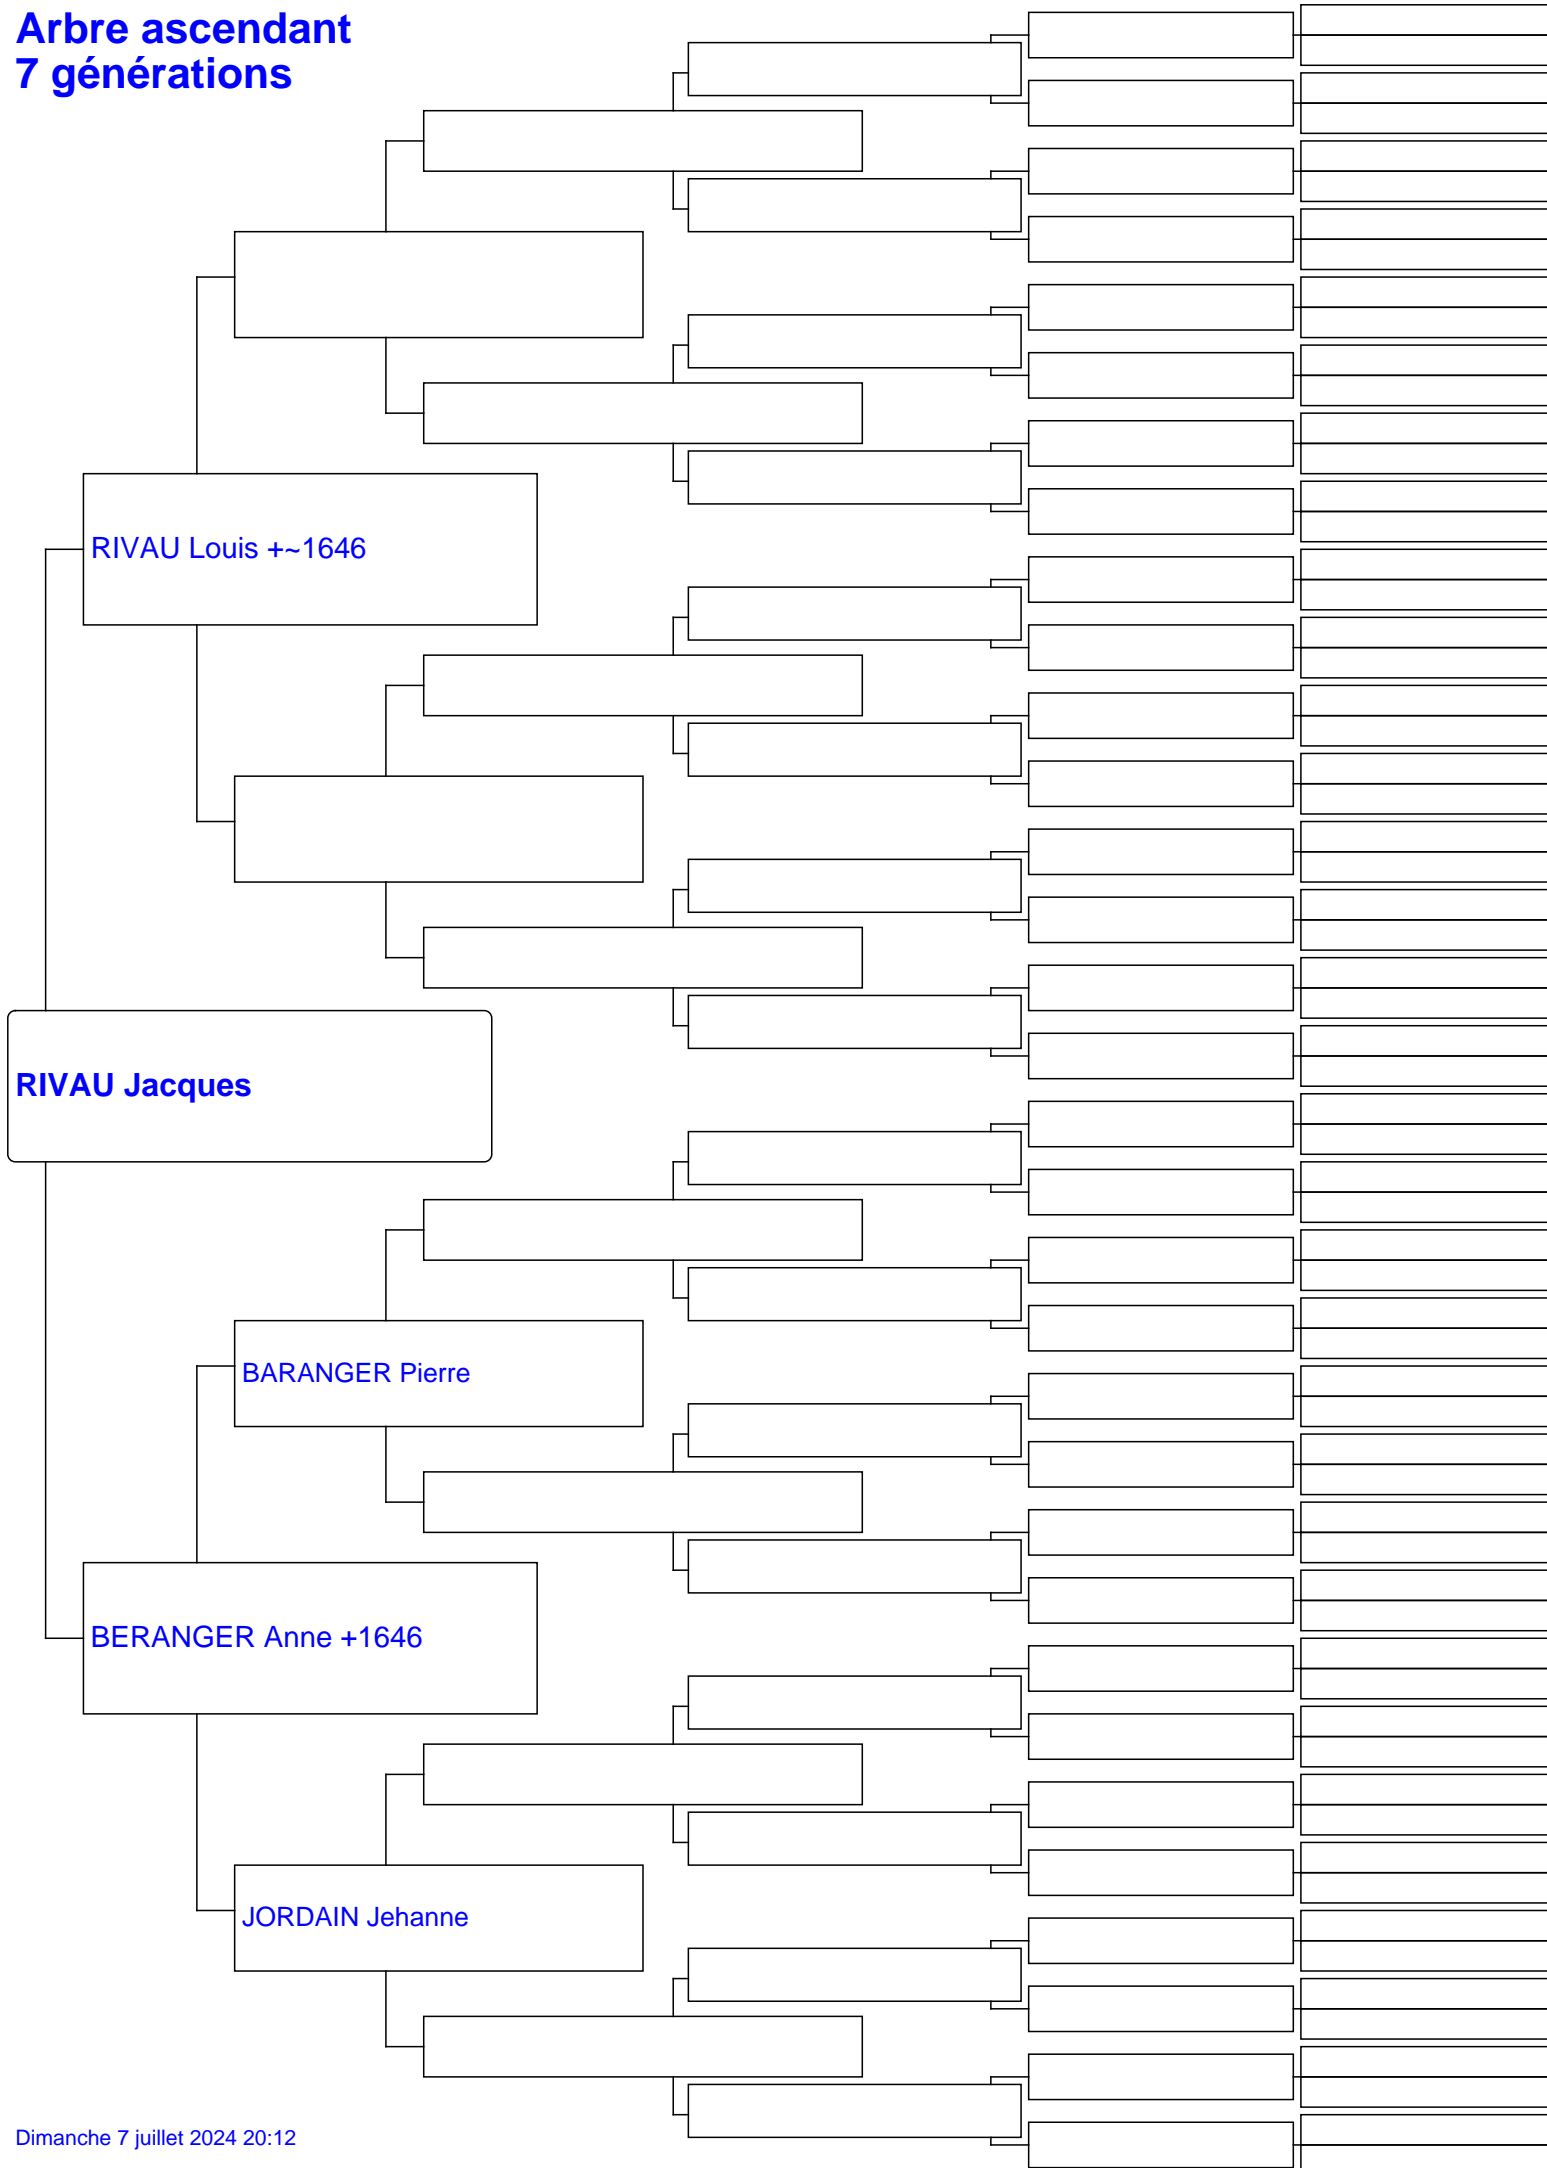 Arbre ascendant
7 générations
RIVAU Louis +~1646
RIVAU Jacques
BARANGER Pierre
BERANGER Anne +1646
JORDAIN Jehanne
Dimanche 7 juillet 2024 20:12